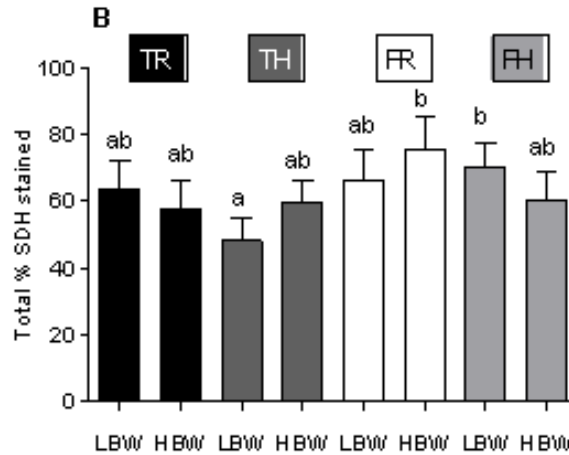 B
TR TH FR FH
100
80
60
40
20
0
Total % SDH stained
ab ab a ab ab b b ab
LBW HBW LBW HBW LBW HBW LBW HBW